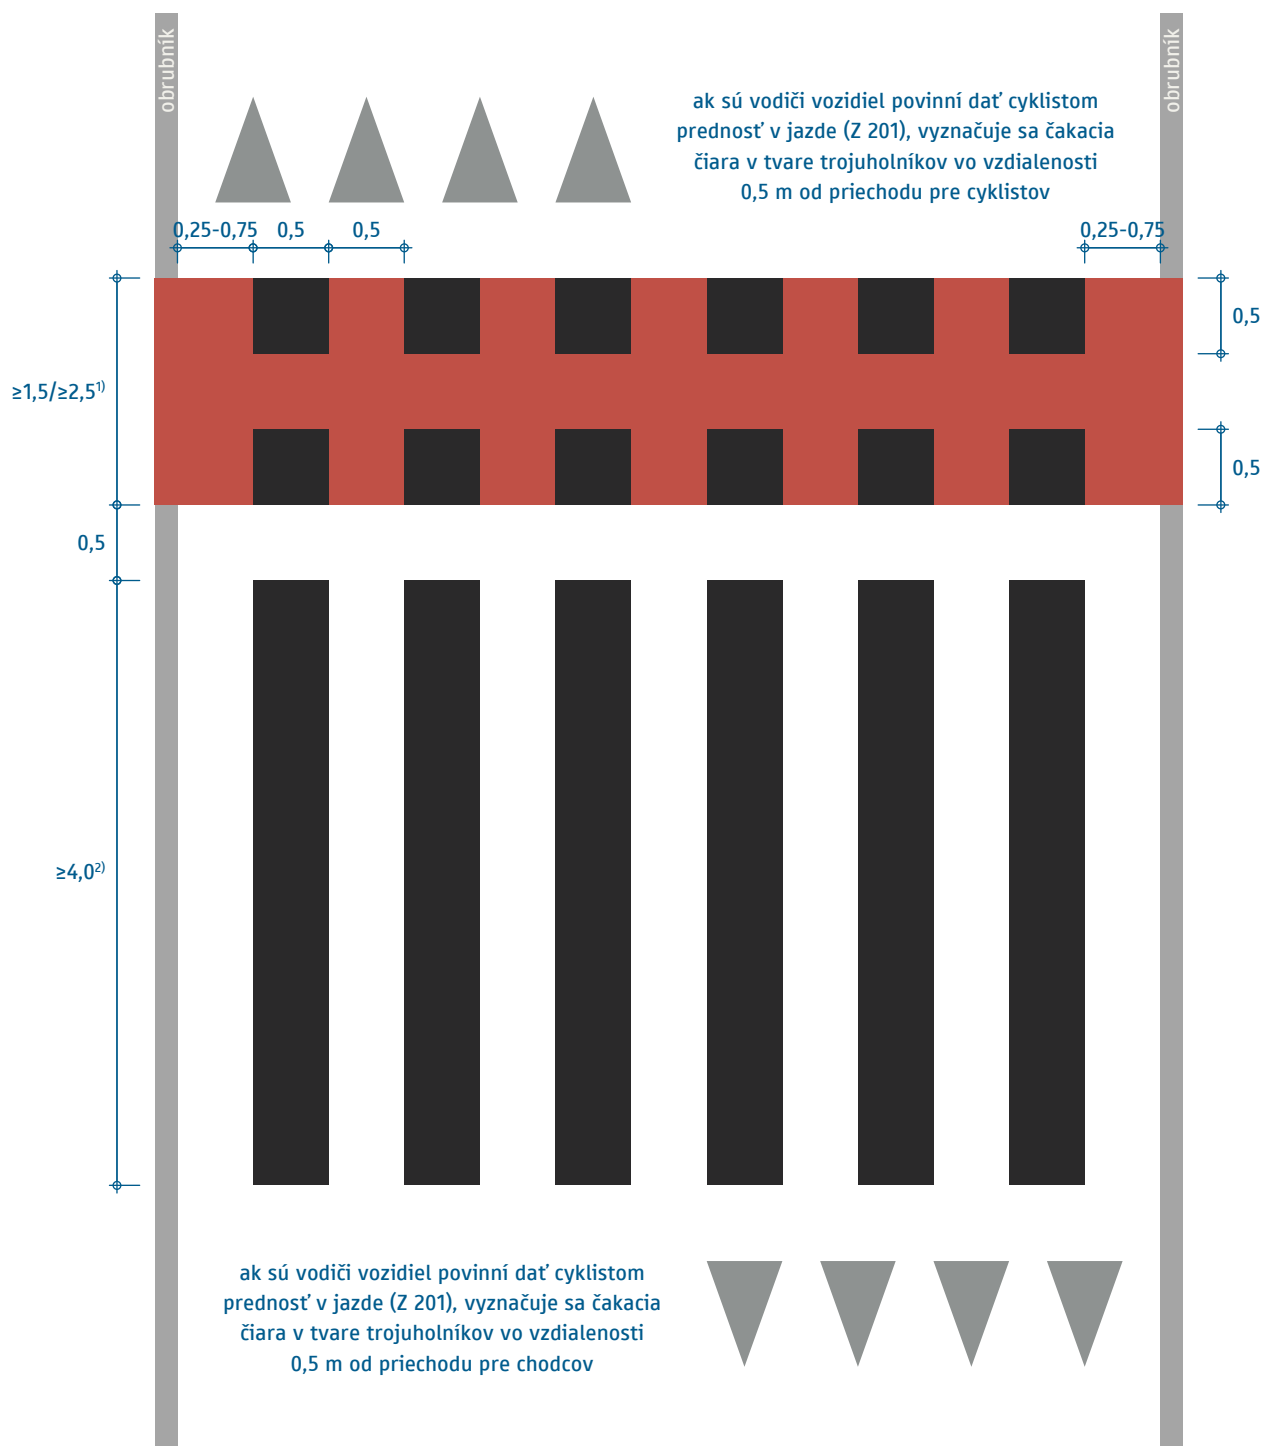 obrubník
obrubník
ak sú vodiči vozidiel povinní dať cyklistom
prednosť v jazde (Z 201), vyznačuje sa čakacia
čiara v tvare trojuholníkov vo vzdialenosti
0,5 m od priechodu pre cyklistov
0,25-0,75
0,5
0,5
0,25-0,75
0,5
≥1,5/≥2,5¹⁾
0,5
0,5
≥4,0²⁾
ak sú vodiči vozidiel povinní dať cyklistom
prednosť v jazde (Z 201), vyznačuje sa čakacia
čiara v tvare trojuholníkov vo vzdialenosti
0,5 m od priechodu pre chodcov